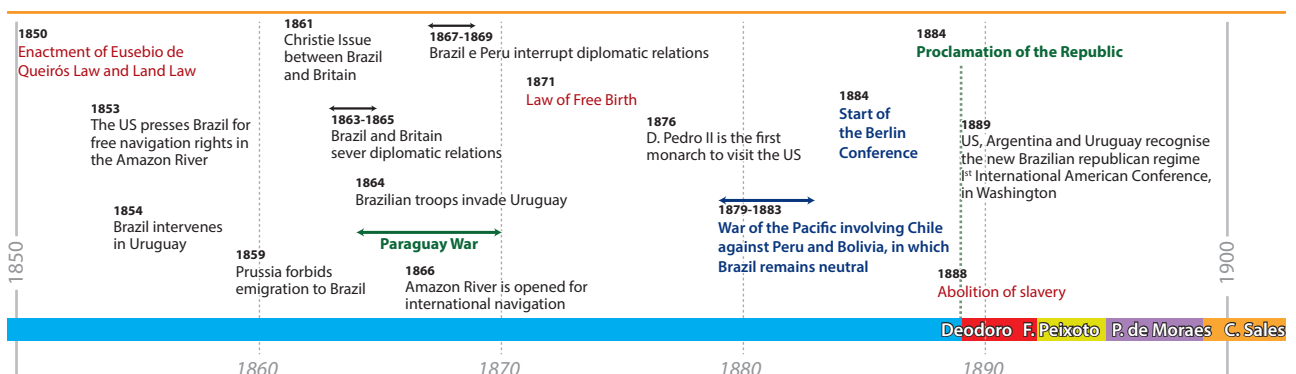 1850
Enactment of Eusebio de
Queirós Law and Land Law
1853
The US presses Brazil for
free navigation rights in
the Amazon River
1854
Brazil intervenes
in Uruguay
1859
Prussia forbids
emigration to Brazil
1861
Christie Issue
between Brazil
and Britain
1863-1865
Brazil and Britain
sever diplomatic relations
1864
Brazilian troops invade Uruguay
Paraguay War
1866
Amazon River is opened for
international navigation
1867-1869
Brazil e Peru interrupt diplomatic relations
1871
Law of Free Birth
1876
D. Pedro II is the first
monarch to visit the US
1879-1883
War of the Pacific involving Chile
against Peru and Bolivia, in which
Brazil remains neutral
1884
Start of
the Berlin
Conference
1884
Proclamation of the Republic
1889
US, Argentina and Uruguay recognise
the new Brazilian republican regime
Ist International American Conference,
in Washington
1888
Abolition of slavery
1850
1900
Deodoro F. Peixoto P. de Moraes C. Sales
1860 1870 1880 1890